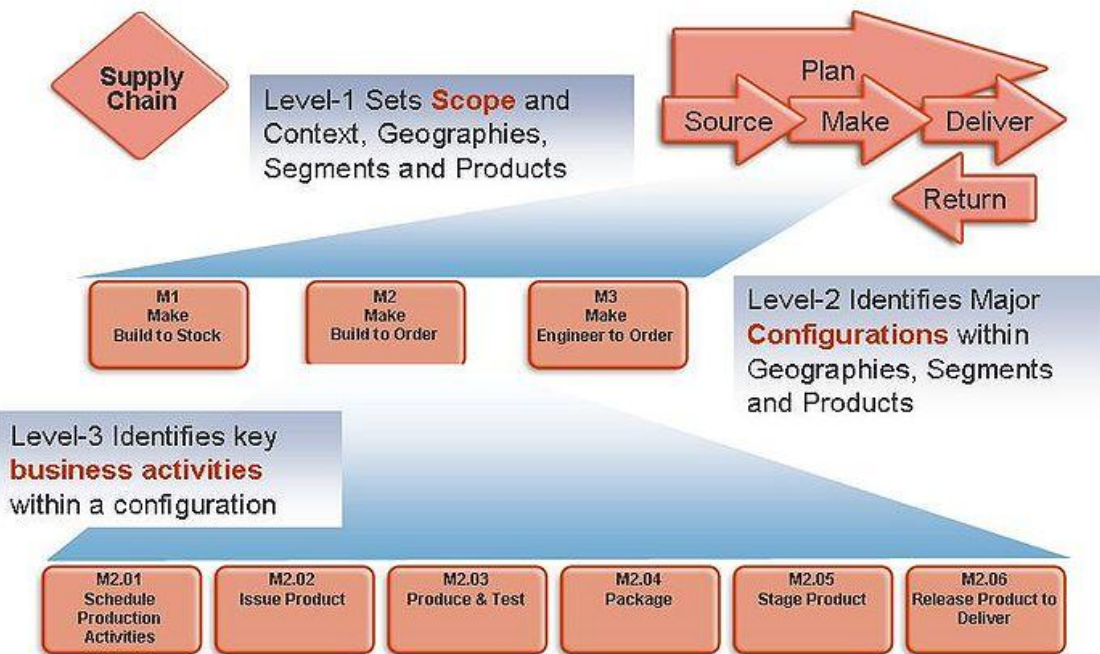 Supply
Chain
Level-1 Sets Scope and
Context, Geographies,
Segments and Products
Plan
Source
Make
Deliver
Return
M1
Make
Build to Stock
M2
Make
Build to Order
M3
Make
Engineer to Order
Level-2 Identifies Major
Configurations within
Geographies, Segments
and Products
Level-3 Identifies key
business activities
within a configuration
M2.01
Schedule
Production
Activities
M2.02
Issue Product
M2.03
Produce & Test
M2.04
Package
M2.05
Stage Product
M2.06
Release Product to
Deliver